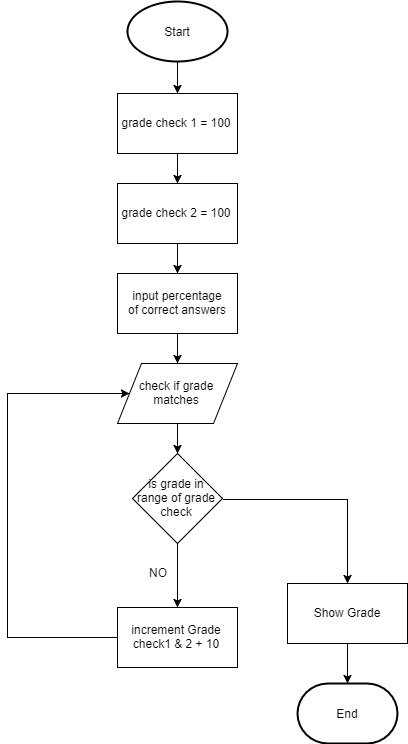 Start
grade check 1 = 100
grade check 2 = 100
input percentage
of correct answers
check if grade
matches
is grade in
range of grade
check
NO
increment Grade
check1 & 2 + 10
Show Grade
End